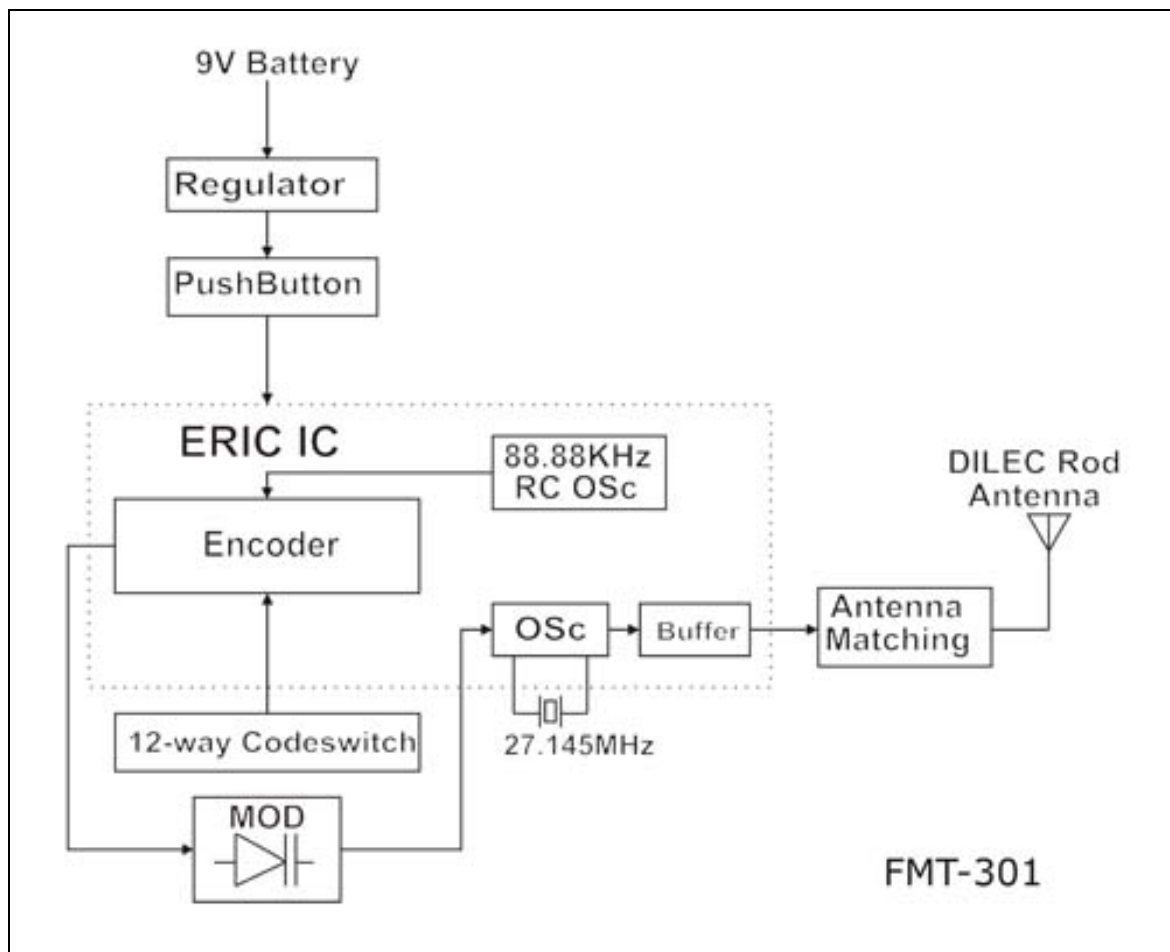 9V Battery
Regulator
PushButton
ERIC IC
88.88KHz
RC OSc
Encoder
DILEC Rod
Antenna
OSc
Buffer
Antenna
Matching
12-way Codeswitch
27.145MHz
MOD
FMT-301